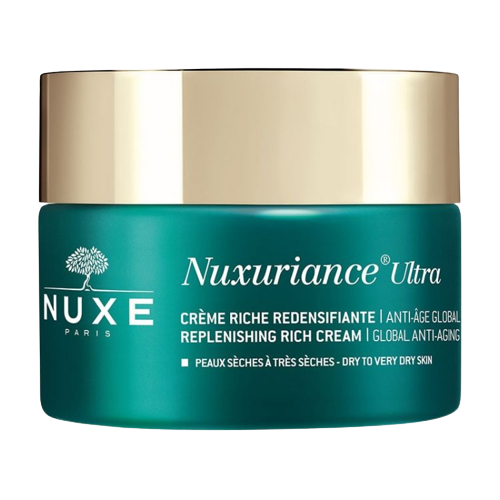 NUXE
PARIS
Nuxuriance® Ultra
CRÈME RICHE REDENSIFIANTE | ANTI-ÂGE GLOBAL
REPLENISHING RICH CREAM | GLOBAL ANTI-AGING
■ PEAUX SÈCHES À TRÈS SÈCHES - DRY TO VERY DRY SKIN